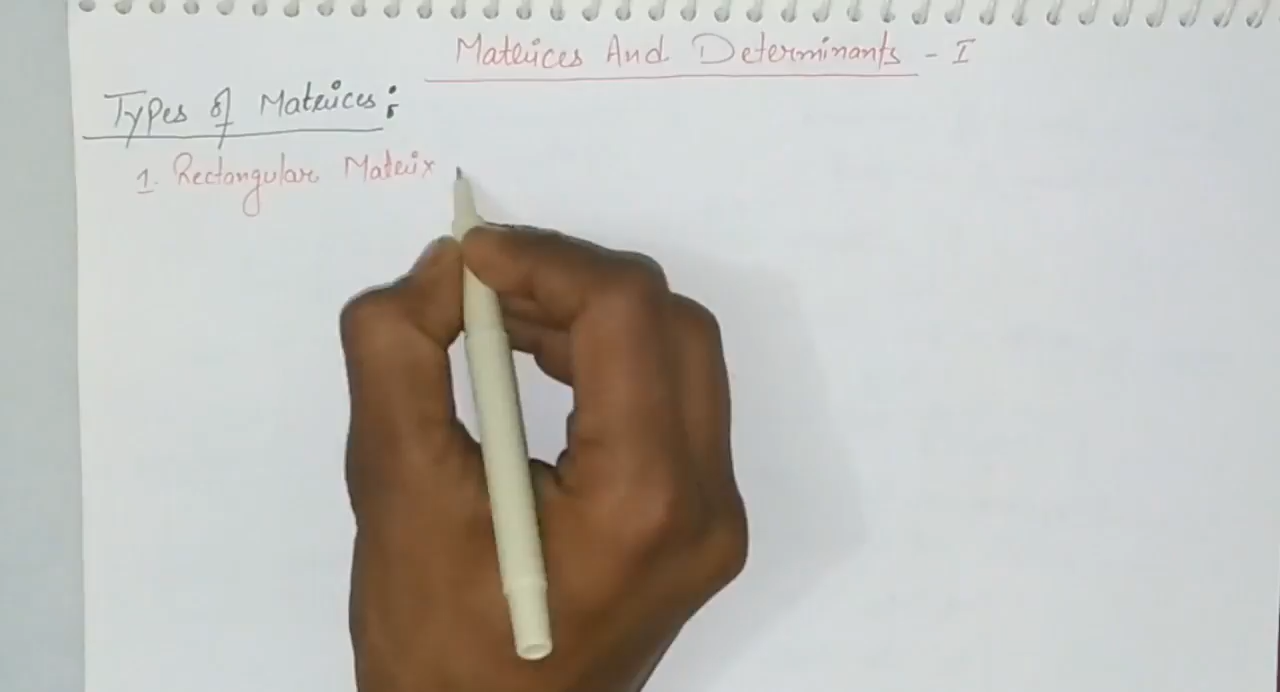 Matrices And Determinants - I
Types of Matrices:
1. Rectangular Matrix